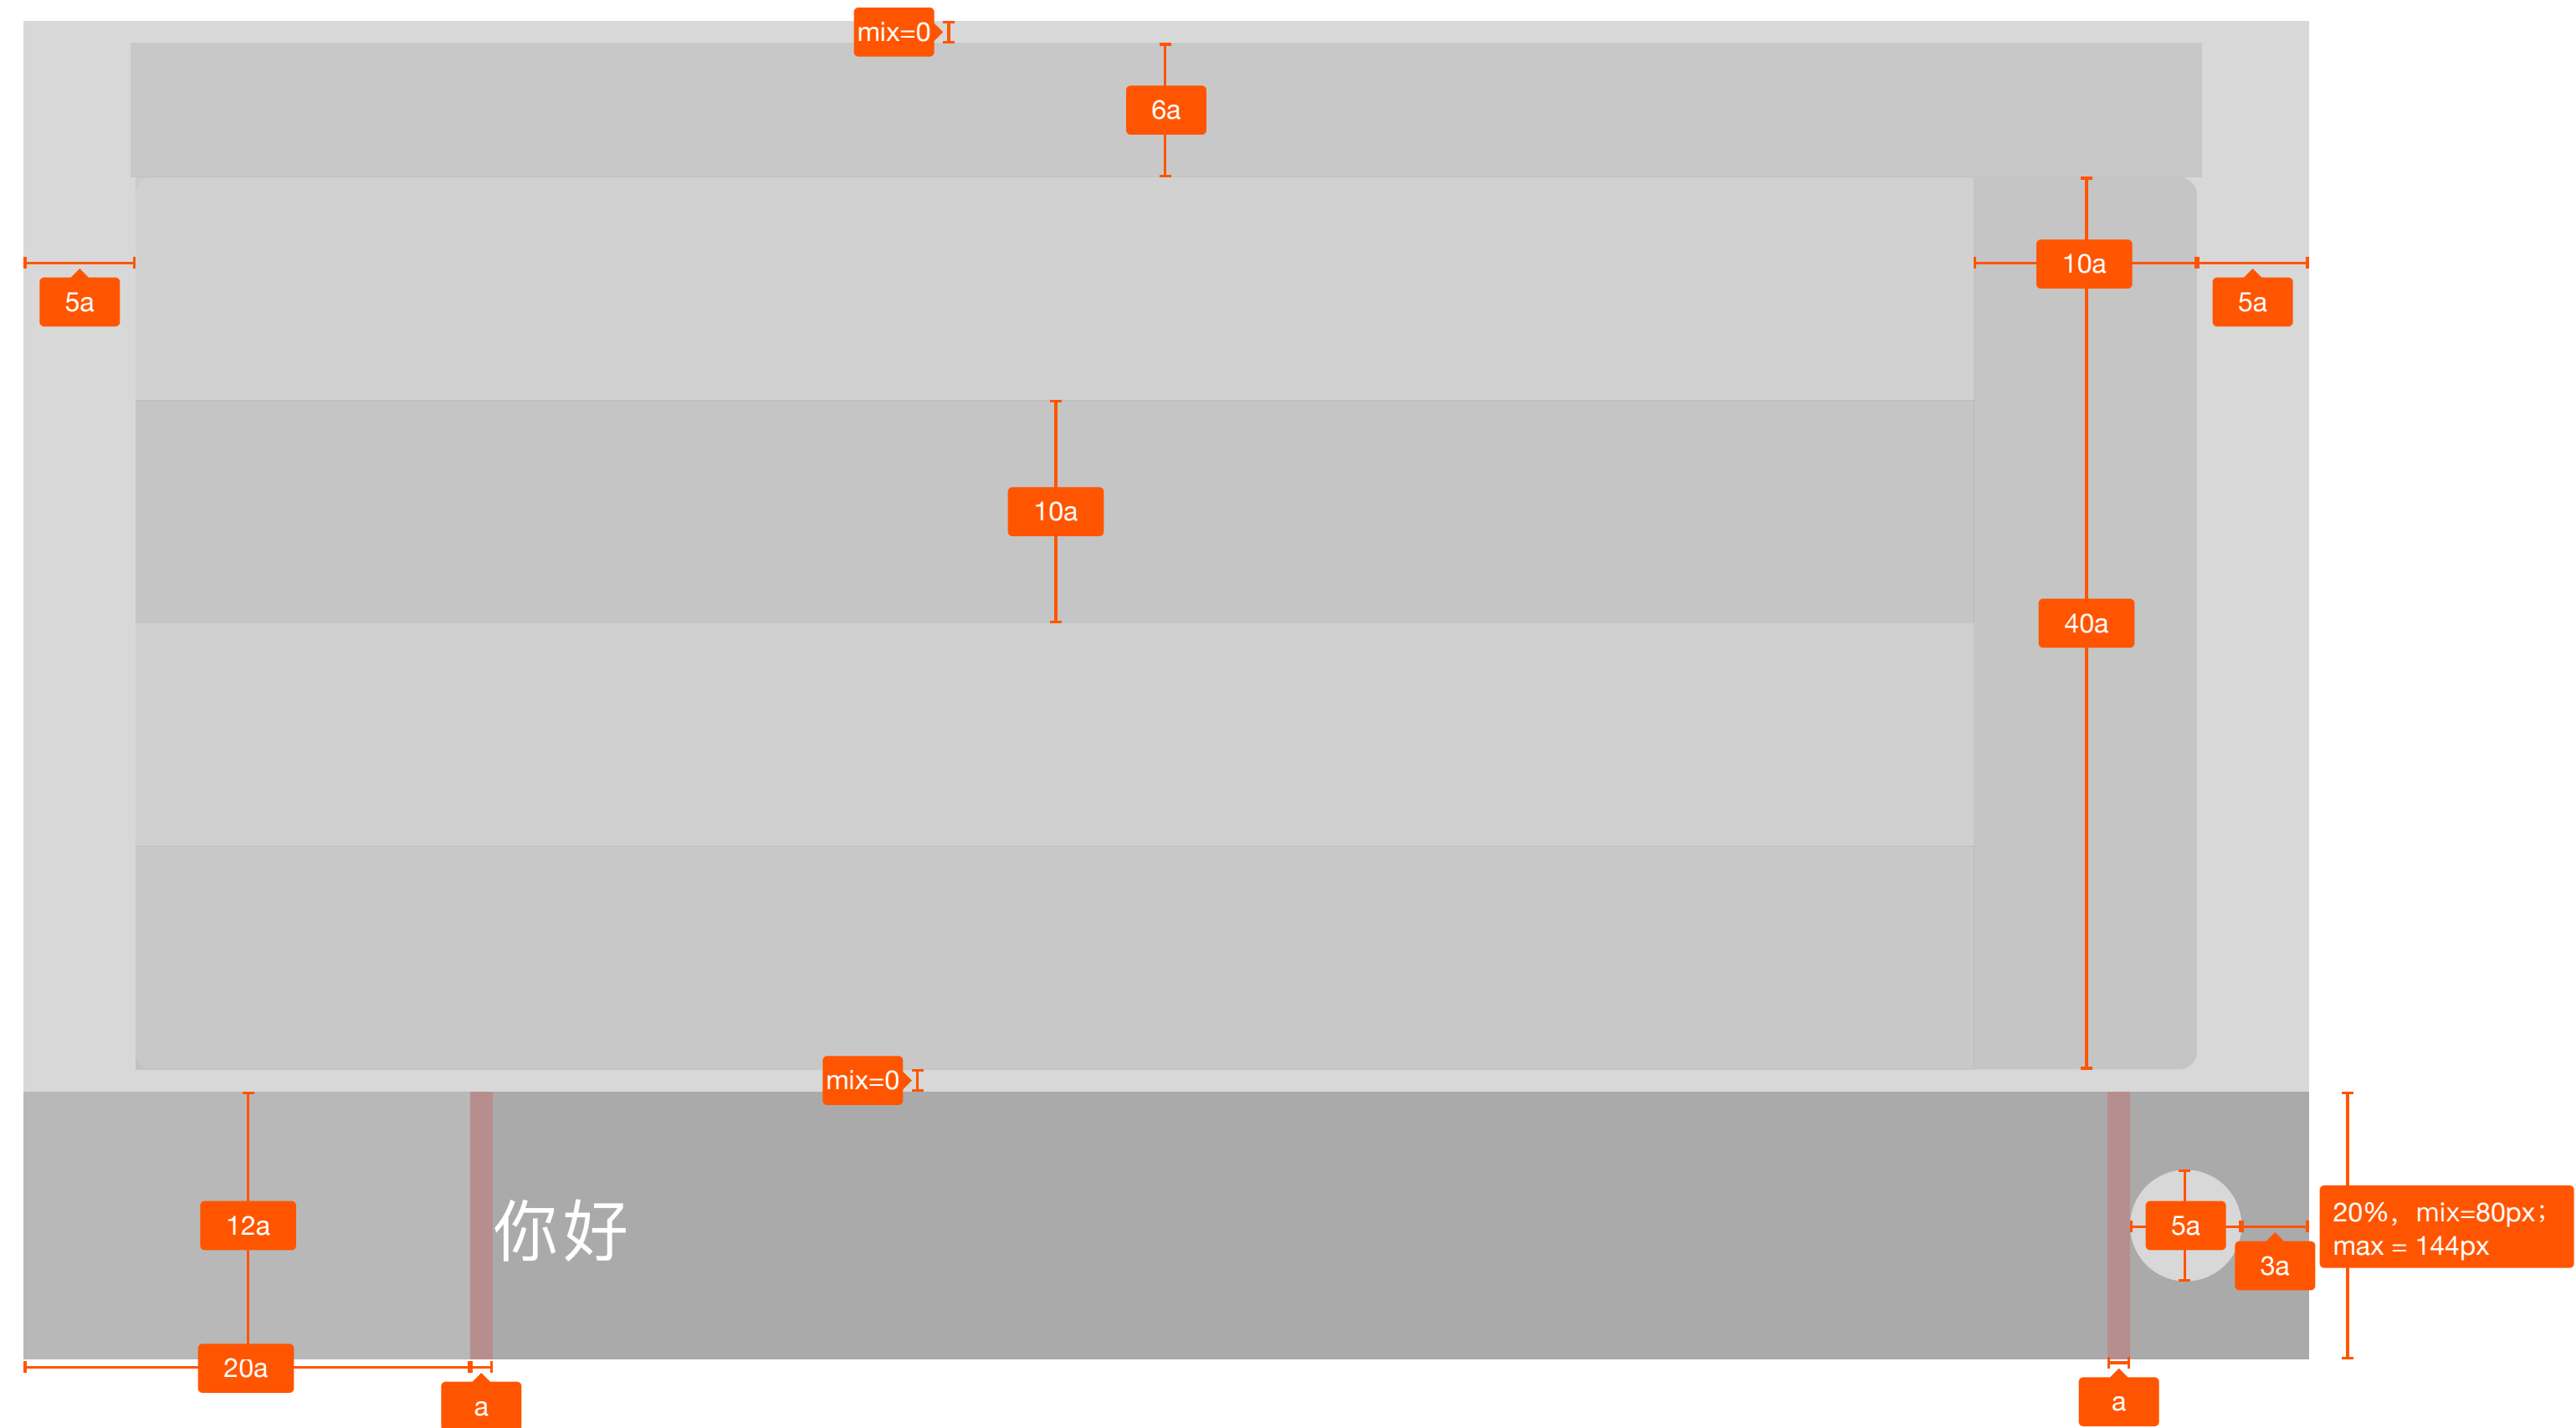 mix=0
6a
5a
10a
5a
10a
40a
mix=0
12a
你好
5a
3a
20%，mix=80px；
max = 144px
20a
a
a